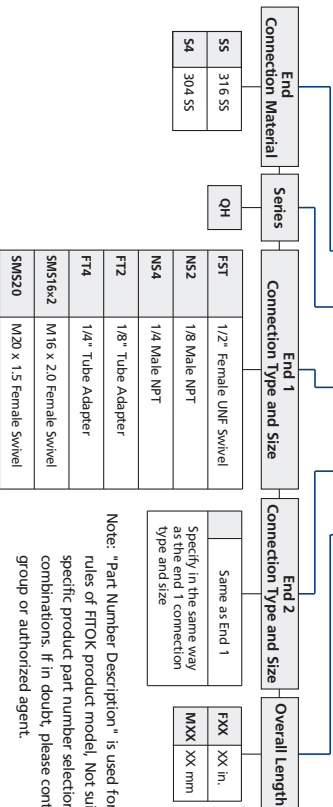 End
Connection Material
SS 316 SS
S4 304 SS
Series
QH
End 1
Connection Type and Size
FST 1/2" Female UNF Swivel
NS2 1/8 Male NPT
NS4 1/4 Male NPT
FT2 1/8" Tube Adapter
FT4 1/4" Tube Adapter
SMS16x2 M16 x 2.0 Female Swivel
SMS20 M20 x 1.5 Female Swivel
End 2
Connection Type and Size
Same as End 1
Specify in the same way
as the end 1 connection
type and size
Overall Length
FXX XX in.
MXX XX mm
Note: "Part Number Description" is used for
rules of FITOK product model, Not sui
specific product part number selection
combinations. If in doubt, please cont
group or authorized agent.